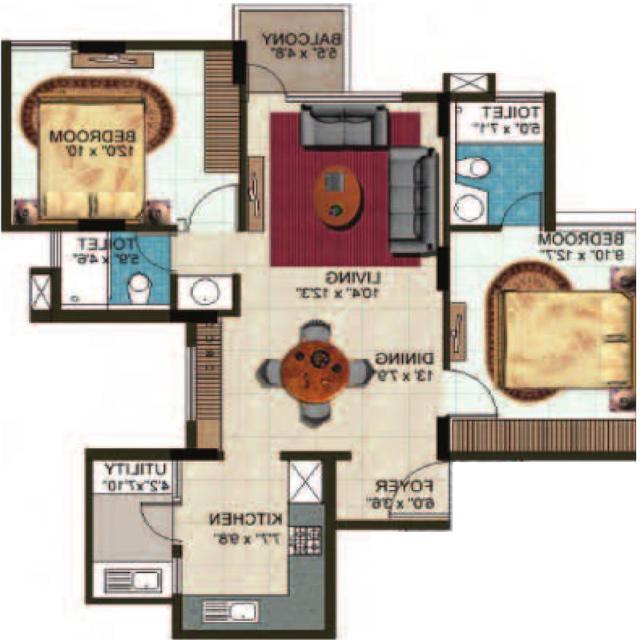 BALCONY
5'5" x 4'8"
TOILET
5'0" x 7'1"
BEDROOM
12'0" x 10'
BEDROOM
9'10" x 12'7"
TOILET
5'9" x 4'6"
LIVING
10'4" x 12'3"
DINING
13' x 7'9"
FOYER
6'0" x 3'6"
UTILITY
4'2"x7'10"
KITCHEN
7'7" x 9'8"